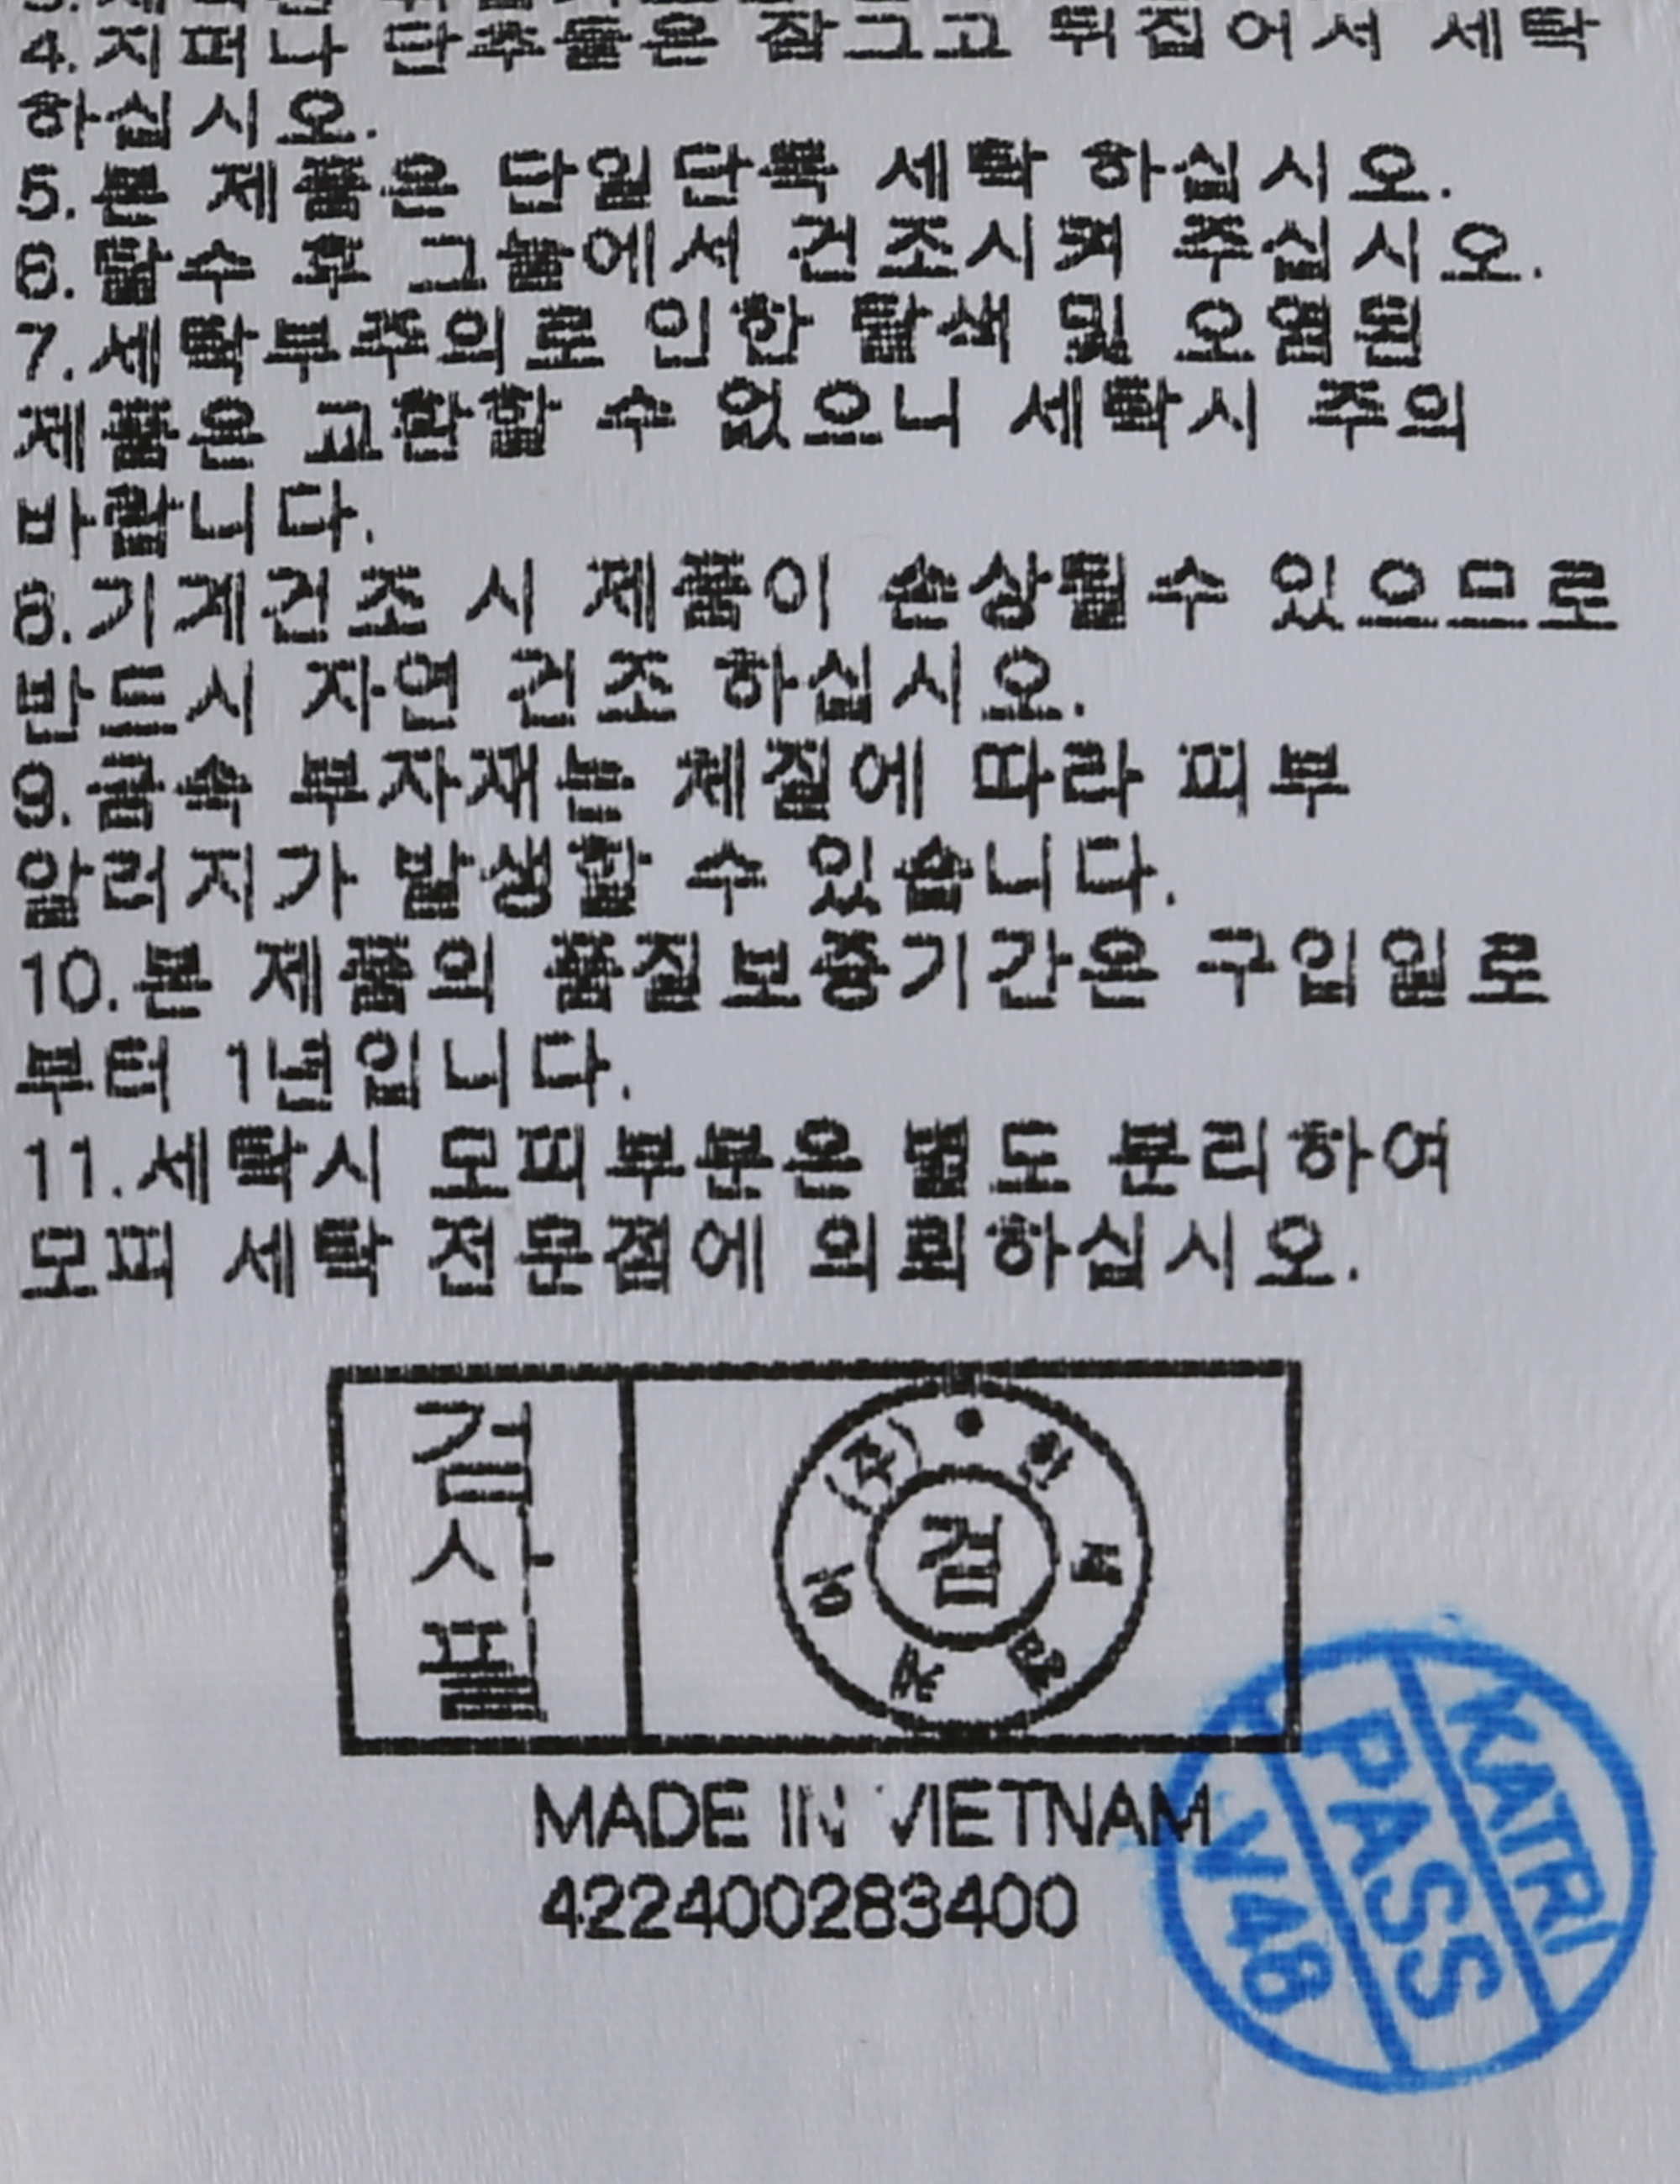 4.지퍼나 단추들은 잠그고 뒤집어서 세탁
하십시오.
5.본 제품은 단일단독 세탁 하십시오.
6.탈수 후 그늘에서 건조시켜 주십시오.
7.세탁부주의로 인한 탈색 및 오염된
제품은 교환할 수 없으니 세탁시 주의
바랍니다.
8.기계건조 시 제품이 손상될수 있으므로
반드시 자연 건조 하십시오.
9.금속 부자재는 체질에 따라 피부
알러지가 발생할 수 있습니다.
10.본 제품의 품질보증기간은 구입일로
부터 1년입니다.
11.세탁시 모피부분은 별도 분리하여
모피 세탁 전문점에 의뢰하십시오.
검사필
검
MADE IN VIETNAM
422400283400
KATRI
PASS
V48